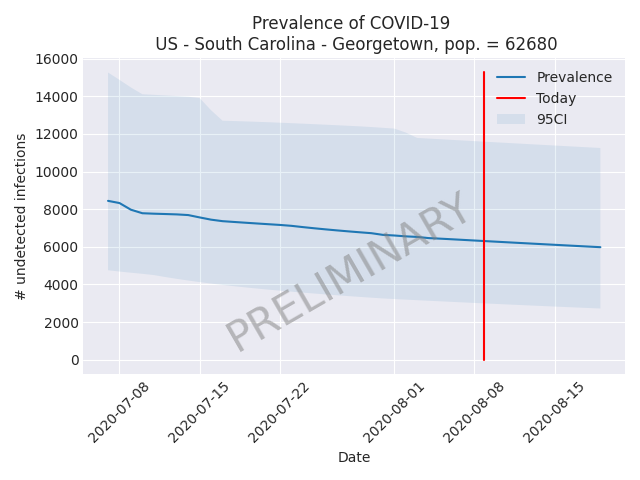 Prevalence of COVID-19
US - South Carolina - Georgetown, pop. = 62680
16000
14000
12000
10000
8000
6000
4000
2000
0
# undetected infections
Prevalence
Today
95CI
PRELIMINARY
2020-07-08
2020-07-15
2020-07-22
2020-08-01
2020-08-08
2020-08-15
Date